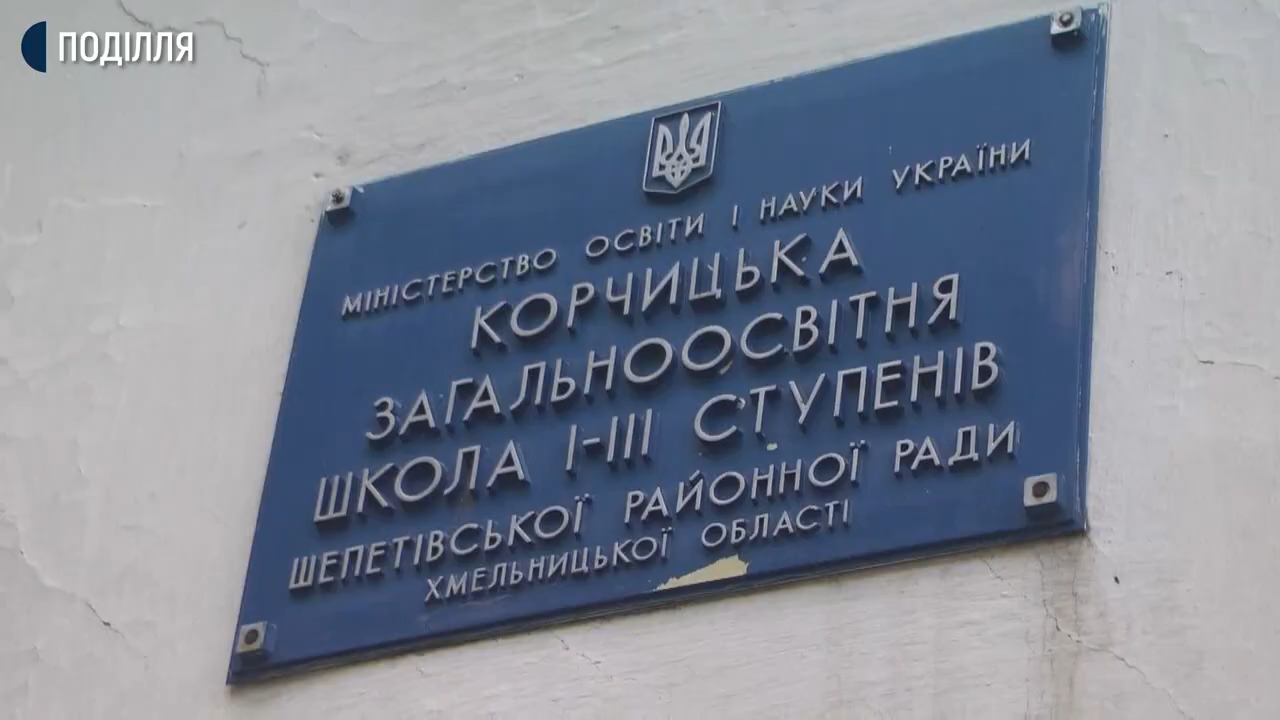 ПОДІЛЛЯ
МІНІСТЕРСТВО ОСВІТИ І НАУКИ УКРАЇНИ
КОРЧИЦЬКА
ЗАГАЛЬНООСВІТНЯ
ШКОЛА І-ІІІ СТУПЕНІВ
ШЕПЕТІВСЬКОЇ РАЙОННОЇ РАДИ
ХМЕЛЬНИЦЬКОЇ ОБЛАСТІ